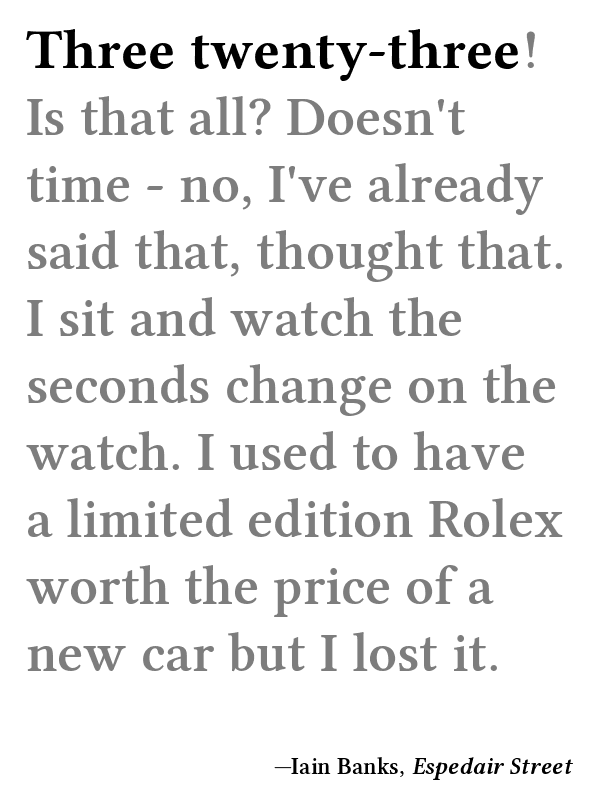 Three twenty-three!
Is that all? Doesn't
time - no, I've already
said that, thought that.
I sit and watch the
seconds change on the
watch. I used to have
a limited edition Rolex
worth the price of a
new car but I lost it.
—Iain Banks, Espedair Street